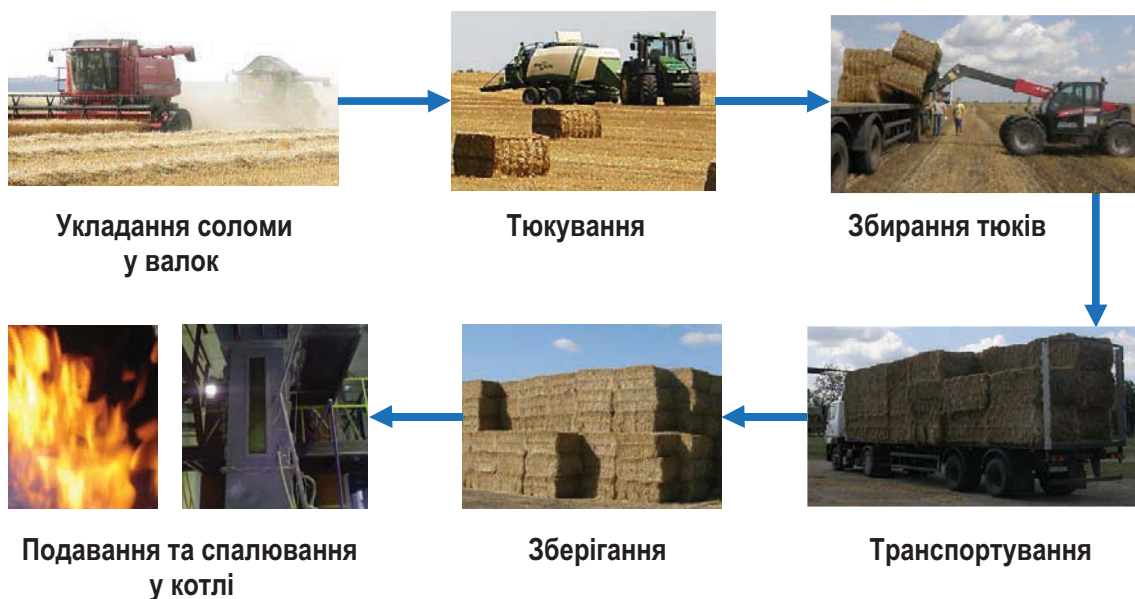 Укладання соломи
у валок
Тюкування
Збирання тюків
Транспортування
Зберігання
Подавання та спалювання
у котлі